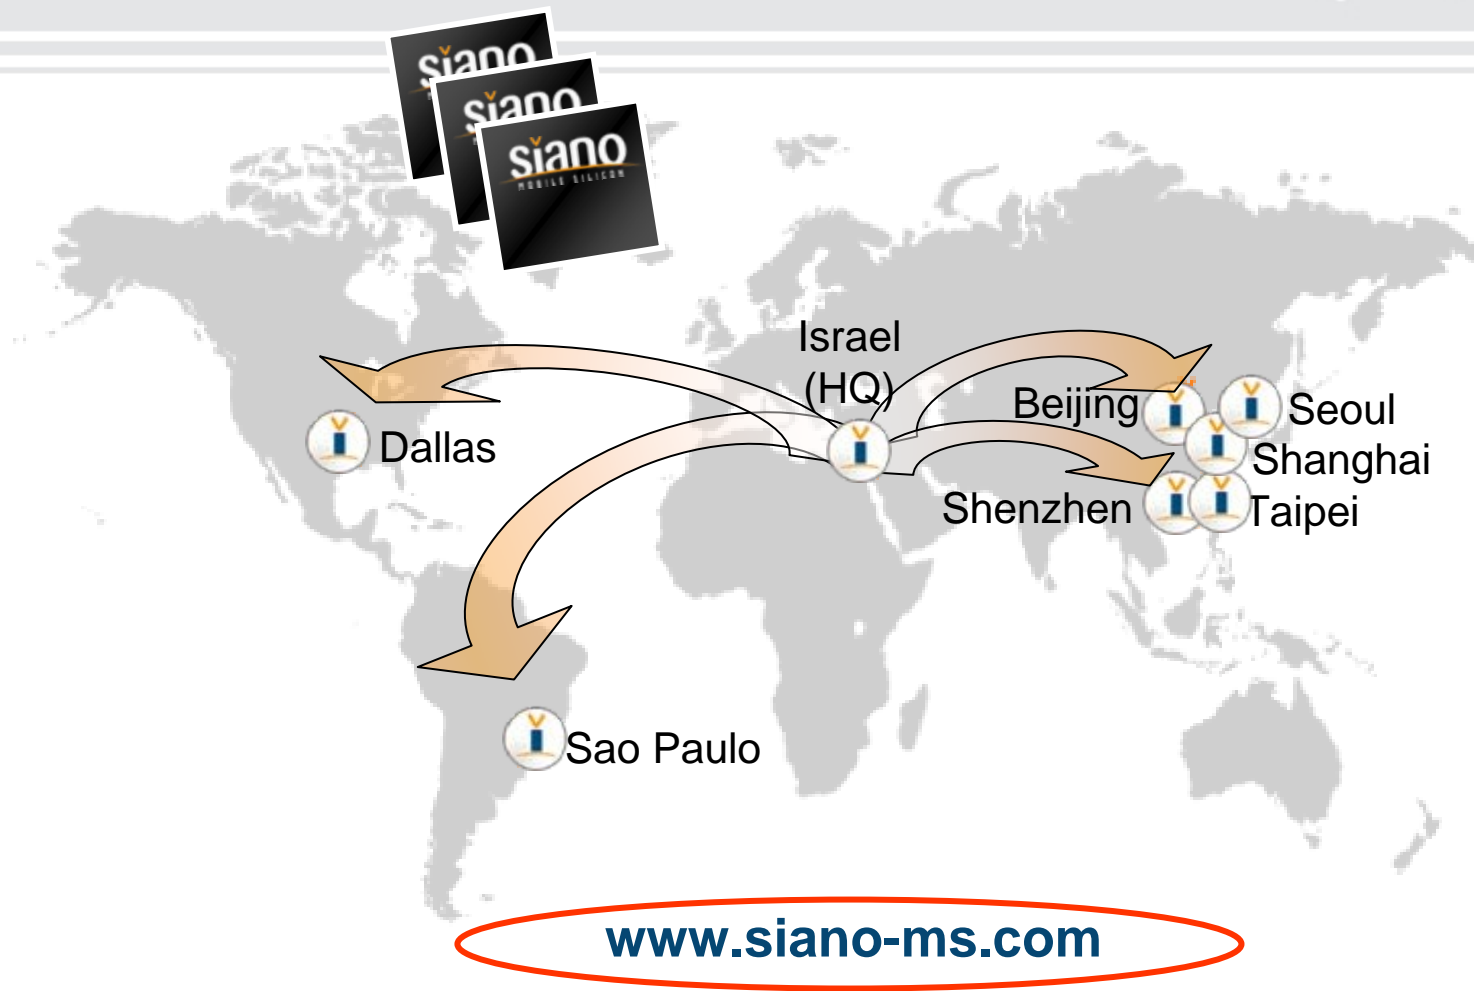 siano
siano
siano
MOBILE SILICON
Israel
(HQ)
Beijing
Seoul
Dallas
Shanghai
Shenzhen
Taipei
Sao Paulo
www.siano-ms.com